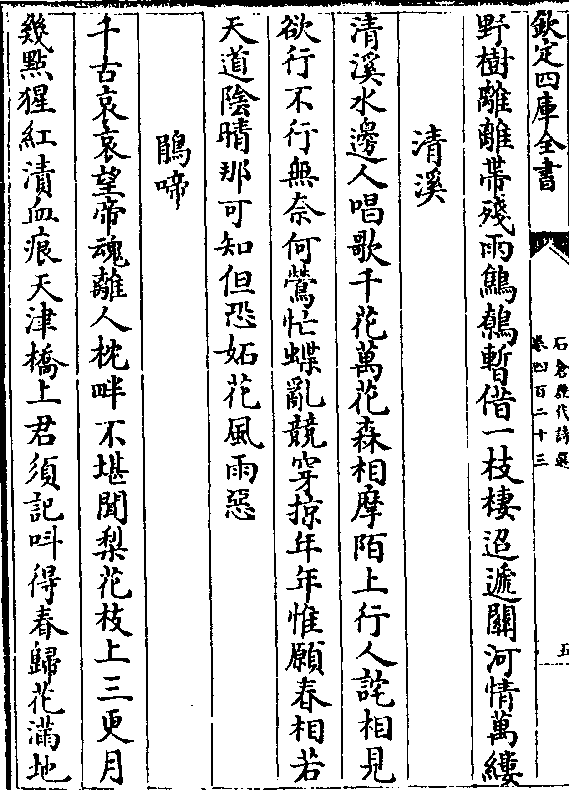 欽定四庫全書
石倉歷代詩選
卷四百二十三
五
野樹離離帶殘雨鷦鷯暫借一枝棲迢遞關河情萬縷
清溪
清溪水邊人唱歌千花萬花森相摩陌上行人詫相見
欲行不行無奈何鶯忙蝶亂競穿掠年年惟願春相若
天道陰晴那可知但恐妬花風雨惡
鵑啼
千古哀哀望帝魂離人枕畔不堪聞梨花枝上三更月
幾點猩紅漬血痕天津橋上君須記呌得春歸花滿地